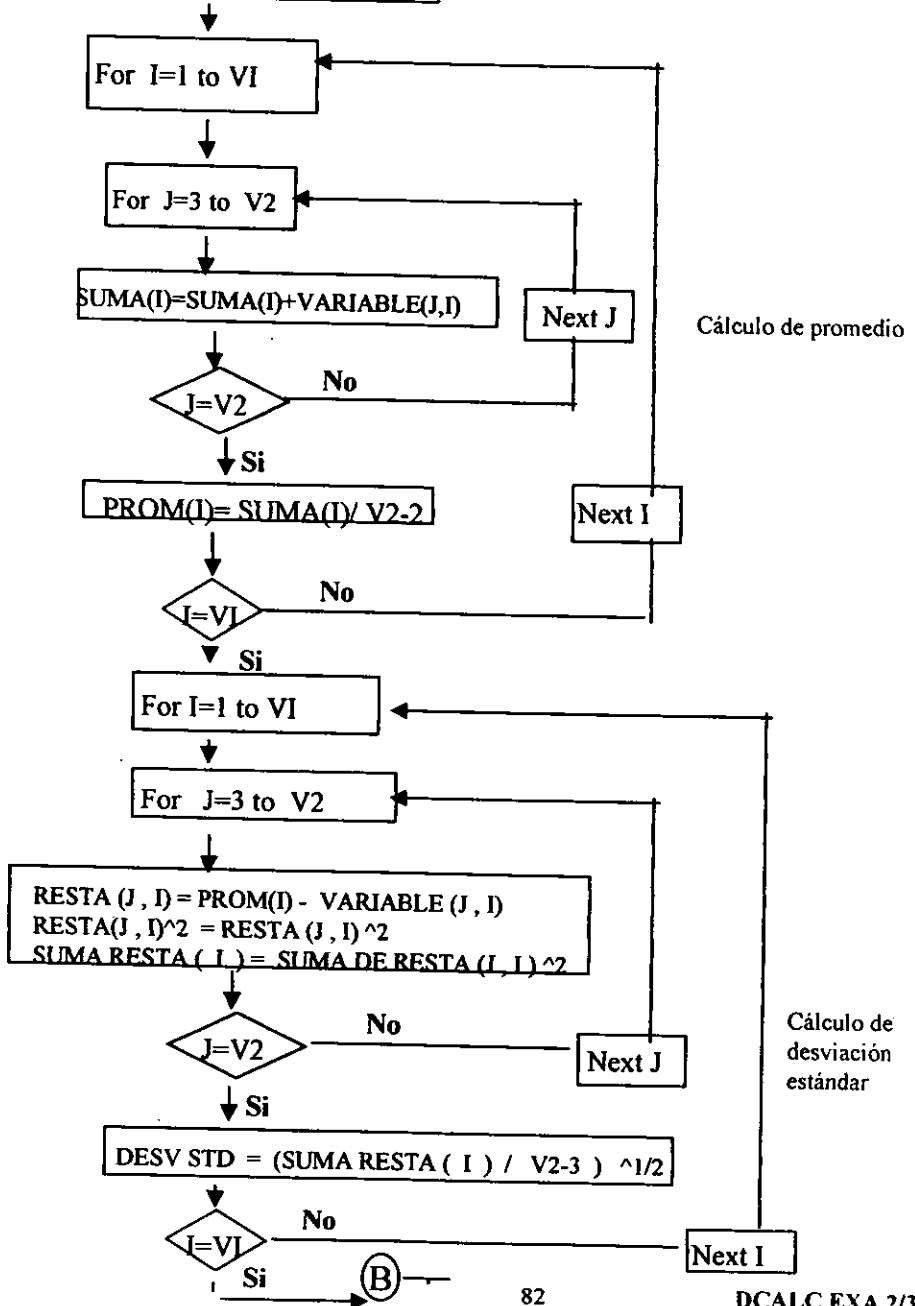 For I=1 to VI
For J=3 to V2
SUMA(I)=SUMA(I)+VARIABLE(J,I)
Next J
Cálculo de promedio
J=V2
No
Si
PROM(I)= SUMA(I)/ V2-2
Next I
I=VI
No
Si
For I=1 to VI
For J=3 to V2
RESTA (J , I) = PROM(I) - VARIABLE (J , I)
RESTA(J , I)^2 = RESTA (J , I) ^2
SUMA RESTA ( I ) = SUMA DE RESTA (J, I ) ^2
J=V2
No
Next J
Cálculo de
desviación
estándar
Si
DESV STD = (SUMA RESTA ( I ) / V2-3 ) ^1/2
I=VI
No
Next I
Si
B
82
DCALC.EXA 2/3